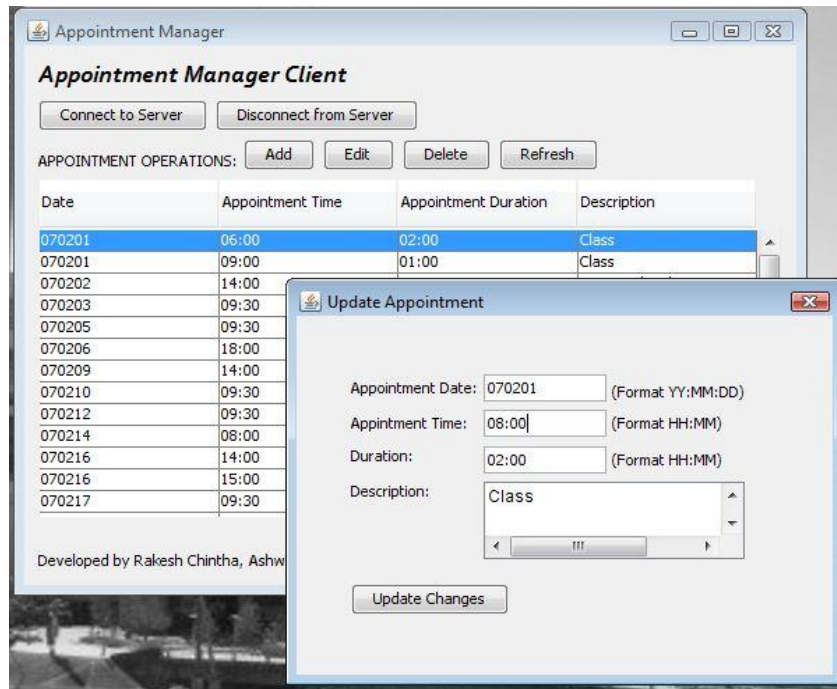 Appointment Manager
Appointment Manager Client
Connect to Server Disconnect from Server
APPOINTMENT OPERATIONS: Add Edit Delete Refresh
Date Appointment Time Appointment Duration Description
070201 06:00 02:00 Class
070201 09:00 01:00 Class
070202 14:00
070203 09:30
070205 09:30
070206 18:00
070209 14:00
070210 09:30
070212 09:30
070214 08:00
070216 14:00
070216 15:00
070217 09:30
Developed by Rakesh Chintha,
Update Appointment
Appointment Date: 070201 (Format YY:MM:DD)
Appintment Time: 08:00 (Format HH:MM)
Duration: 02:00 (Format HH:MM)
Description: Class
Update Changes